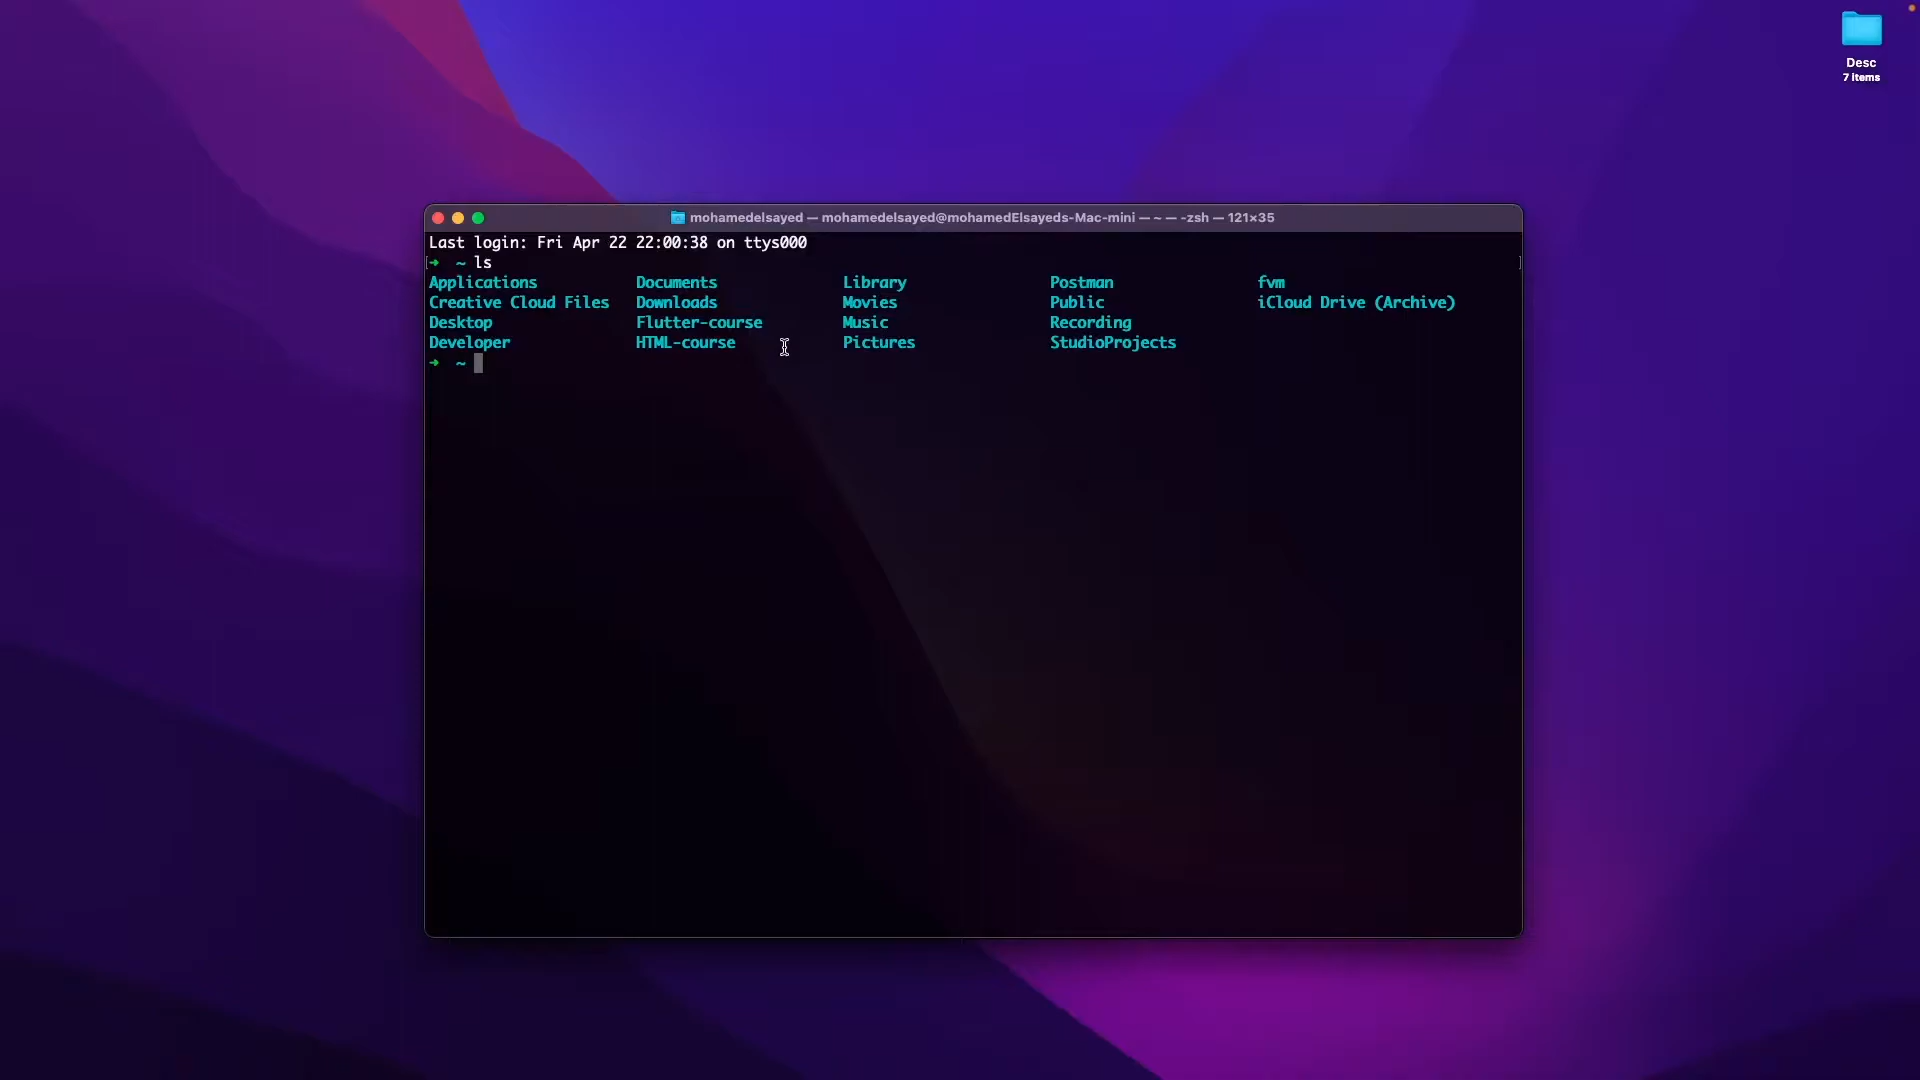 Desc
7 items
mohamedelsayed — mohamedelsayed@mohamedElsayeds-Mac-mini — ~ — -zsh — 121×35
Last login: Fri Apr 22 22:00:38 on ttys000
[➜  ~ ls ]
Applications Documents Library Postman fvm
Creative Cloud Files Downloads Movies Public iCloud Drive (Archive)
Desktop Flutter-course Music Recording
Developer HTML-course Pictures StudioProjects
➜  ~